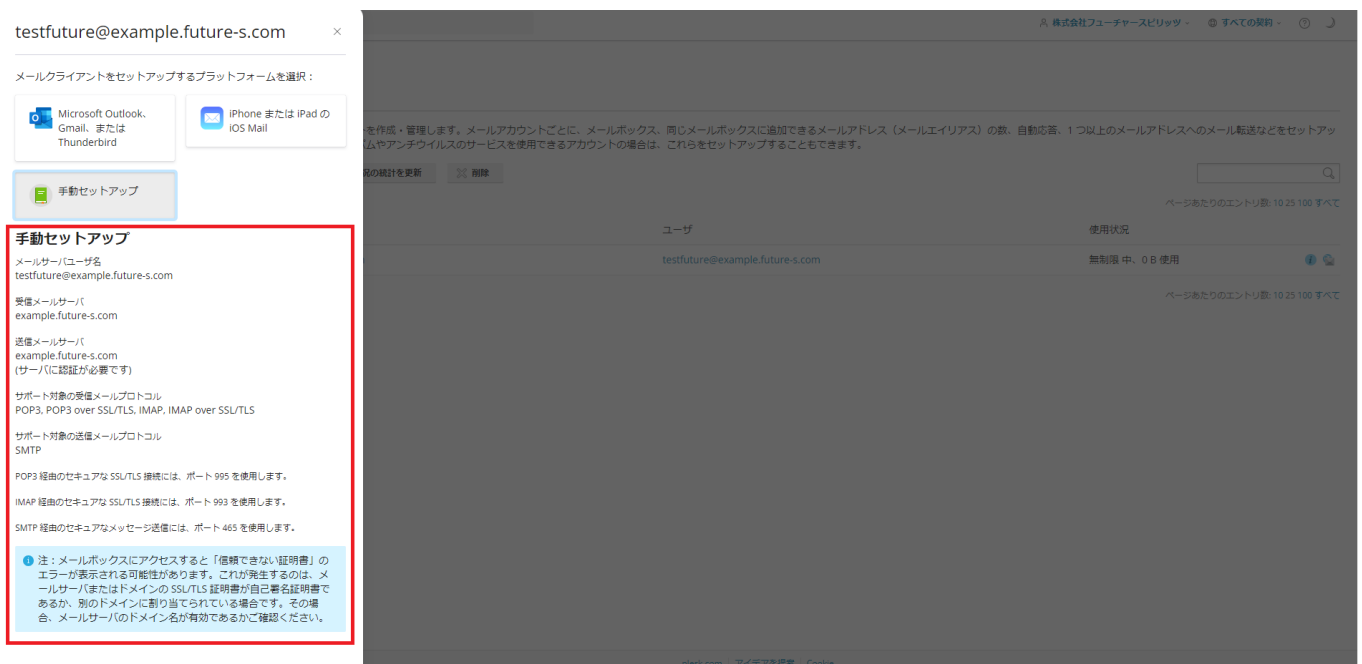 testfuture@example.future-s.com ×
メールクライアントをセットアップするプラットフォームを選択：
Microsoft Outlook、
Gmail、または
Thunderbird
iPhone または iPad の
iOS Mail
手動セットアップ
手動セットアップ
メールサーバユーザ名
testfuture@example.future-s.com
受信メールサーバ
example.future-s.com
送信メールサーバ
example.future-s.com
(サーバに認証が必要です)
サポート対象の受信メールプロトコル
POP3, POP3 over SSL/TLS, IMAP, IMAP over SSL/TLS
サポート対象の送信メールプロトコル
SMTP
POP3 経由のセキュアな SSL/TLS 接続には、ポート 995 を使用します。
IMAP 経由のセキュアな SSL/TLS 接続には、ポート 993 を使用します。
SMTP 経由のセキュアなメッセージ送信には、ポート 465 を使用します。
注：メールボックスにアクセスすると「信頼できない証明書」の
エラーが表示される可能性があります。これが発生するのは、メ
ールサーバまたはドメインの SSL/TLS 証明書が自己署名証明書で
あるか、別のドメインに割り当てられている場合です。その場
合、メールサーバのドメイン名が有効であるかご確認ください。
株式会社フューチャースピリッツ
すべての契約
を作成・管理します。メールアカウントごとに、メールボックス、同じメールボックスに追加できるメールアドレス（メールエイリアス）の数、自動応答、1 つ以上のメールアドレスへのメール転送などをセットアッ
ムやアンチウイルスのサービスを使用できるアカウントの場合は、これらをセットアップすることもできます。
況の統計を更新
削除
ページあたりのエントリ数: 10 25 100 すべて
ユーザ
使用状況
testfuture@example.future-s.com
無制限 中、0 B 使用
ページあたりのエントリ数: 10 25 100 すべて
plesk.com
アイデアを提案
Cookie